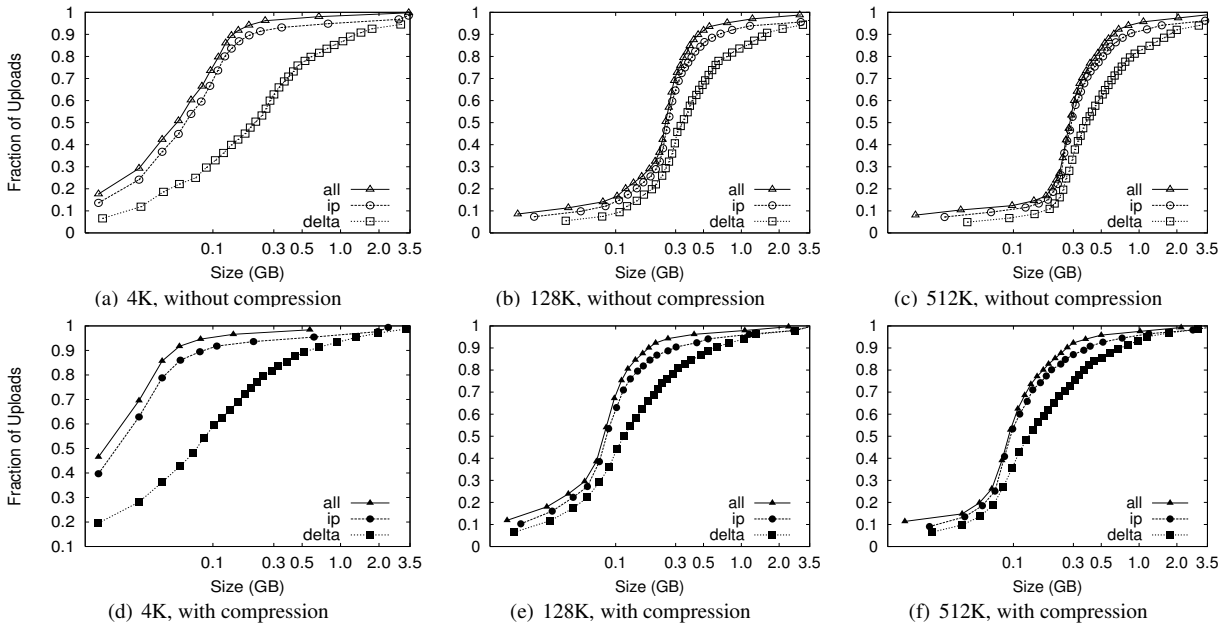 Fraction of Uploads
1
0.9
0.8
0.7
0.6
0.5
0.4
0.3
0.2
0.1
0
all
ip
delta
0.1 0.3 0.5 1.0 2.0 3.5
Size (GB)
(a) 4K, without compression
1
0.9
0.8
0.7
0.6
0.5
0.4
0.3
0.2
0.1
0
all
ip
delta
0.1 0.3 0.5 1.0 2.0 3.5
Size (GB)
(b) 128K, without compression
1
0.9
0.8
0.7
0.6
0.5
0.4
0.3
0.2
0.1
0
all
ip
delta
0.1 0.3 0.5 1.0 2.0 3.5
Size (GB)
(c) 512K, without compression
Fraction of Uploads
1
0.9
0.8
0.7
0.6
0.5
0.4
0.3
0.2
0.1
all
ip
delta
0.1 0.3 0.5 1.0 2.0 3.5
Size (GB)
(d) 4K, with compression
1
0.9
0.8
0.7
0.6
0.5
0.4
0.3
0.2
0.1
0
all
ip
delta
0.1 0.3 0.5 1.0 2.0 3.5
Size (GB)
(e) 128K, with compression
1
0.9
0.8
0.7
0.6
0.5
0.4
0.3
0.2
0.1
0
all
ip
delta
0.1 0.3 0.5 1.0 2.0 3.5
Size (GB)
(f) 512K, with compression